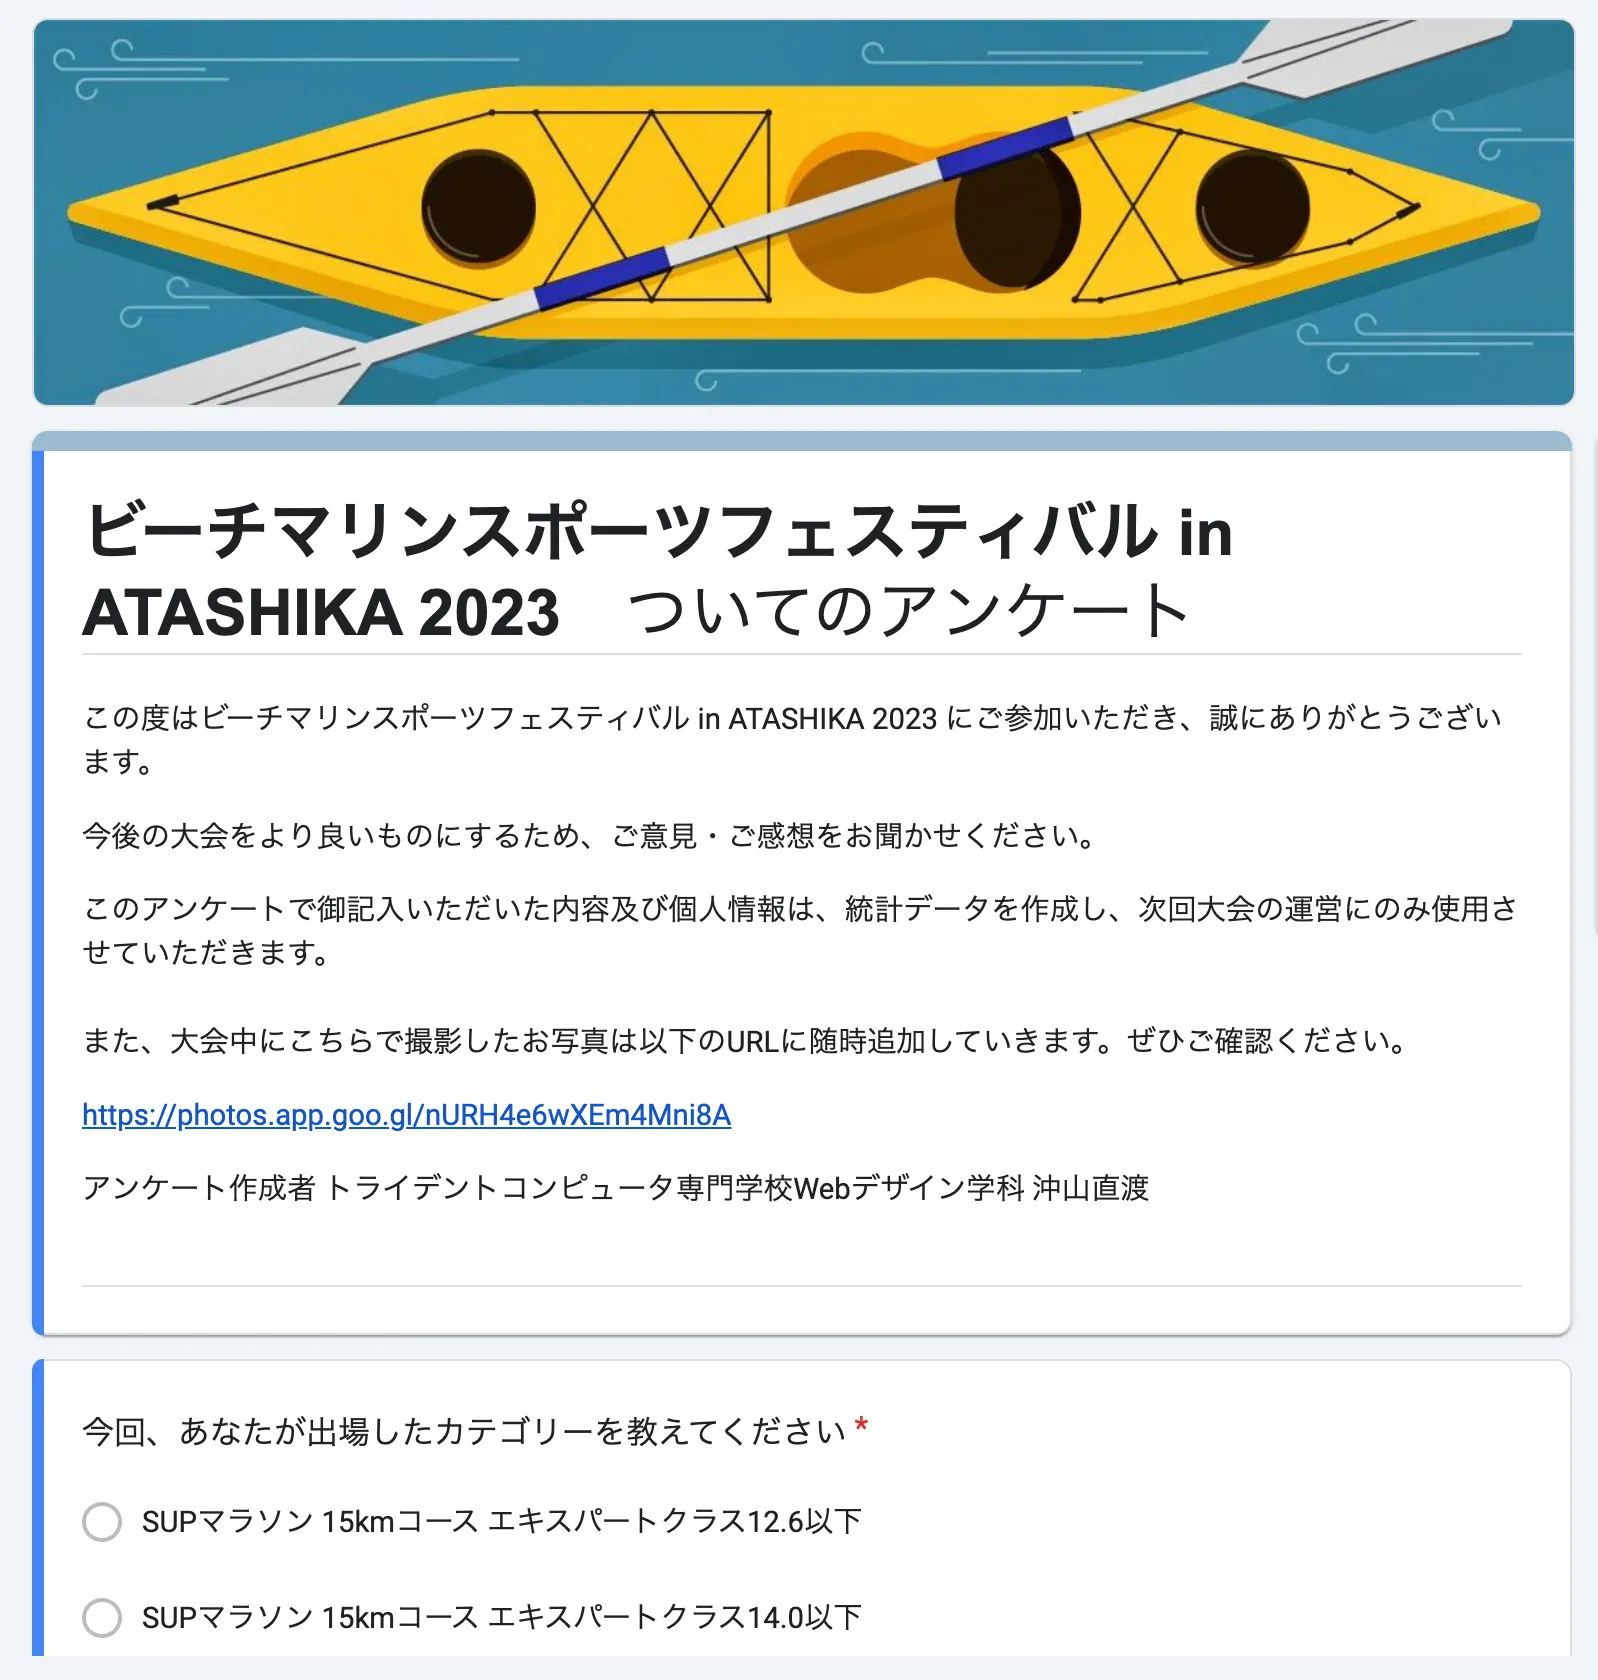 ビーチマリンスポーツフェスティバル in
ATASHIKA 2023　ついてのアンケート
この度はビーチマリンスポーツフェスティバル in ATASHIKA 2023 にご参加いただき、誠にありがとうござい
ます。
今後の大会をより良いものにするため、ご意見・ご感想をお聞かせください。
このアンケートで御記入いただいた内容及び個人情報は、統計データを作成し、次回大会の運営にのみ使用さ
せていただきます。
また、大会中にこちらで撮影したお写真は以下のURLに随時追加していきます。ぜひご確認ください。
https://photos.app.goo.gl/nURH4e6wXEm4Mni8A
アンケート作成者 トライデントコンピュータ専門学校Webデザイン学科 沖山直渡
今回、あなたが出場したカテゴリーを教えてください *
SUPマラソン 15kmコース エキスパートクラス12.6以下
SUPマラソン 15kmコース エキスパートクラス14.0以下